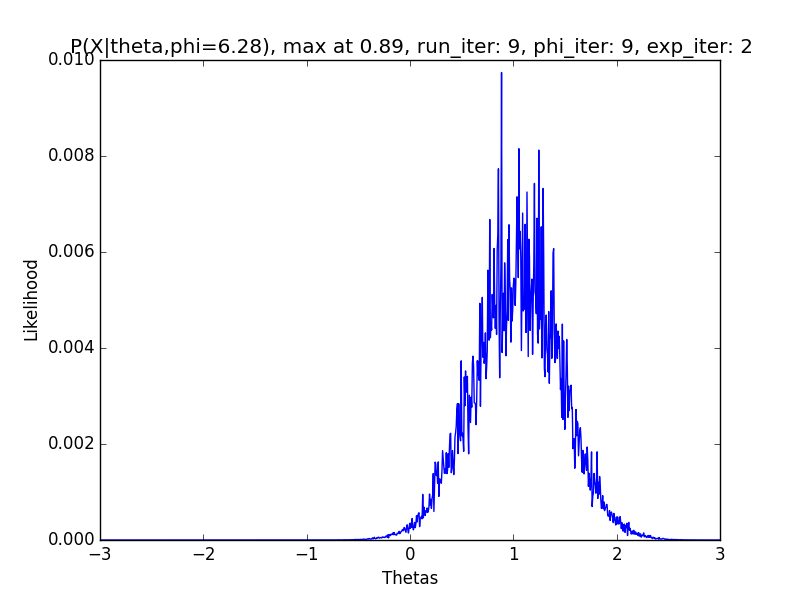 P(X|theta,phi=6.28), max at 0.89, run_iter: 9, phi_iter: 9, exp_iter: 2
0.010
0.008
0.006
0.004
0.002
0.000
Likelihood
−3 −2 −1 0 1 2 3
Thetas